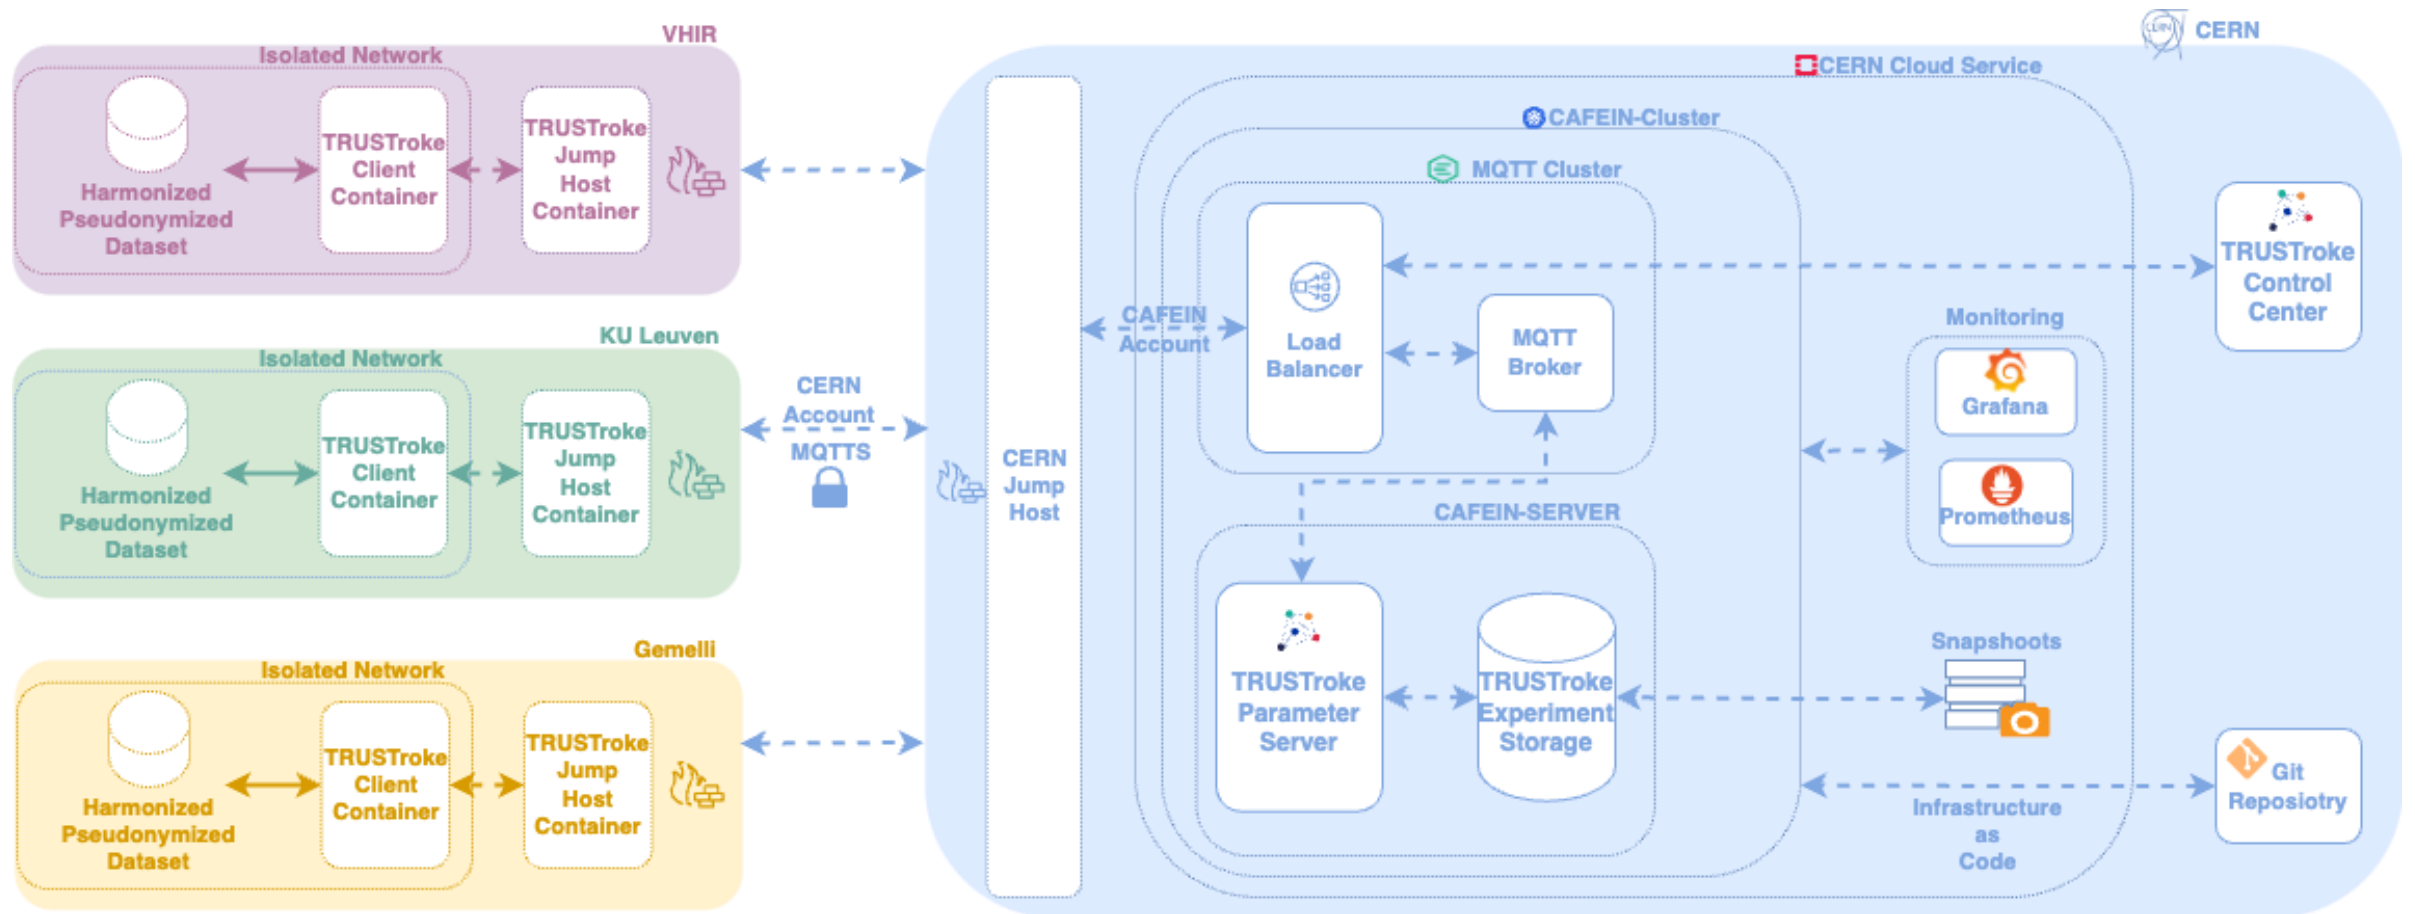 VHIR
Isolated Network
Harmonized
Pseudonymized
Dataset
TRUSTroke
Client
Container
TRUSTroke
Jump
Host
Container
KU Leuven
Isolated Network
Harmonized
Pseudonymized
Dataset
TRUSTroke
Client
Container
TRUSTroke
Jump
Host
Container
Gemelli
Isolated Network
Harmonized
Pseudonymized
Dataset
TRUSTroke
Client
Container
TRUSTroke
Jump
Host
Container
CERN
Account
MQTTS
CERN
CERN
CERN Cloud Service
CAFEIN-Cluster
MQTT Cluster
CERN
Jump
Host
CAFEIN
Account
Load
Balancer
MQTT
Broker
CAFEIN-SERVER
TRUSTroke
Parameter
Server
TRUSTroke
Experiment
Storage
Monitoring
Grafana
Prometheus
Snapshoots
Infrastructure
as
Code
TRUSTroke
Control
Center
Git
Reposiotry